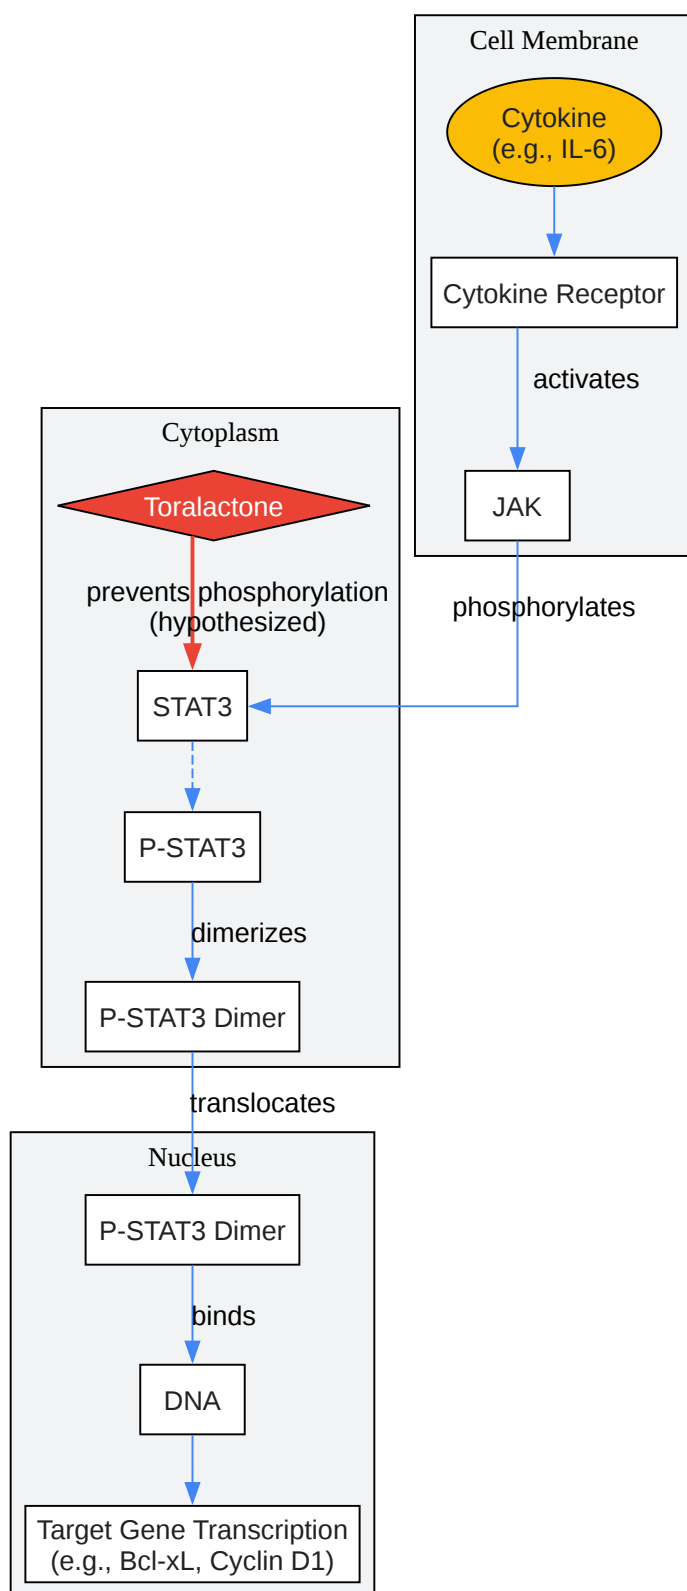 Cell Membrane
Cytokine
(e.g., IL-6)
Cytokine Receptor
activates
JAK
phosphorylates
Cytoplasm
Toralactone
prevents phosphorylation
(hypothesized)
STAT3
P-STAT3
dimerizes
P-STAT3 Dimer
translocates
Nucleus
P-STAT3 Dimer
binds
DNA
Target Gene Transcription
(e.g., Bcl-xL, Cyclin D1)